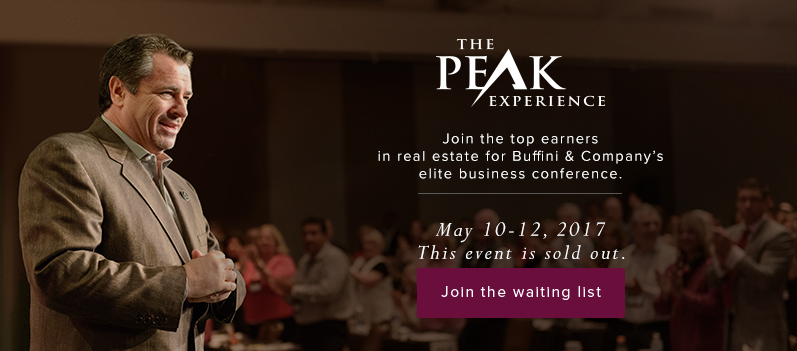 THE
PEAK
EXPERIENCE
Join the top earners
in real estate for Buffini & Company's
elite business conference.
May 10-12, 2017
This event is sold out.
Join the waiting list